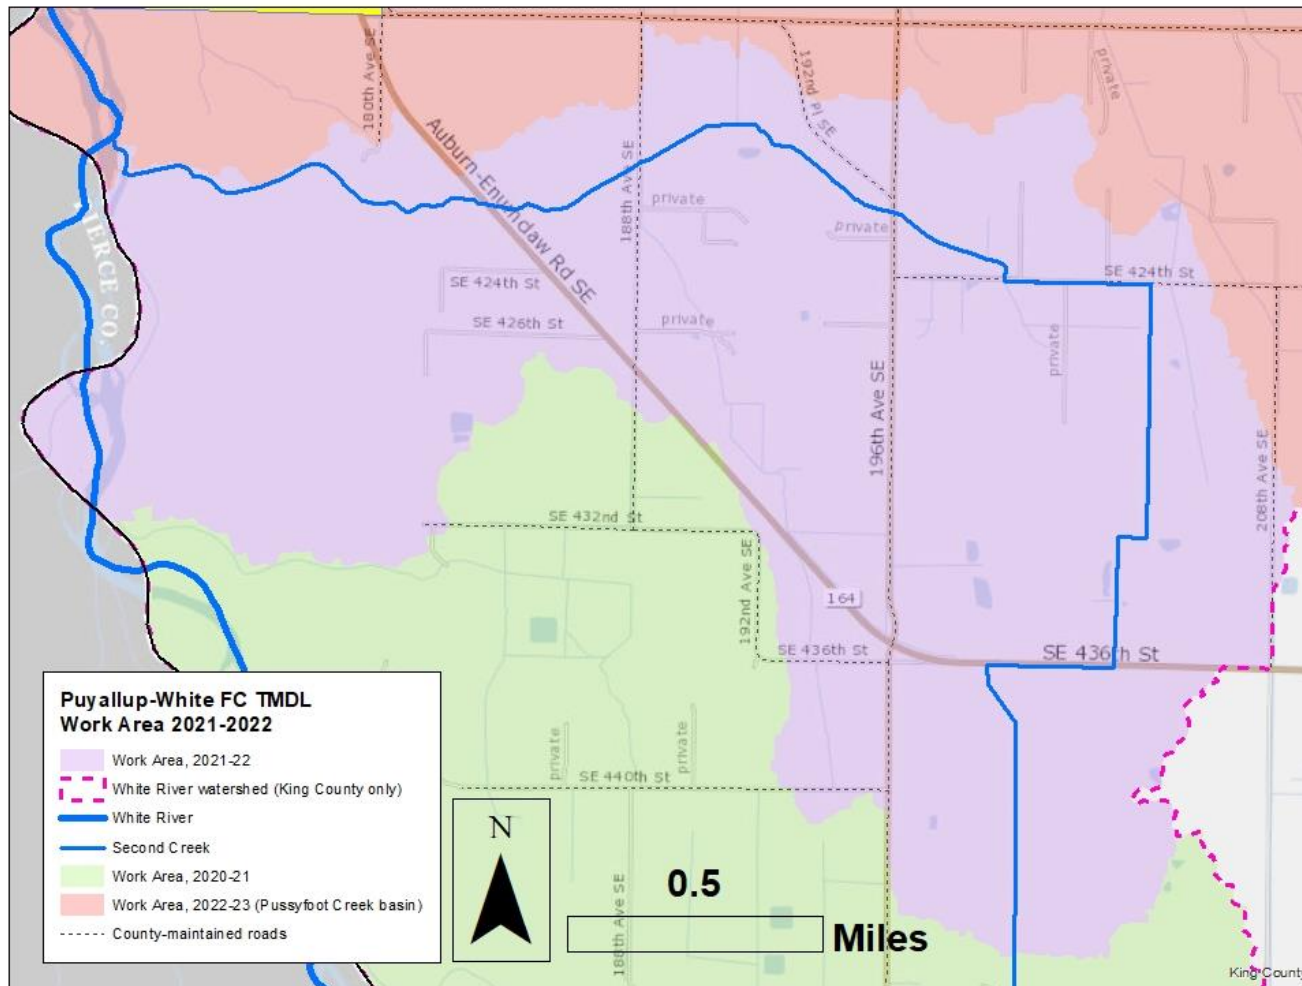 180th Ave SE
192nd Pl SE
private
Auburn-Enumclaw Rd SE
188th Ave SE
private
private
PIERCE CO.
SE 424th St
SE 424th St
SE 426th St
private
private
196th Ave SE
208th Ave SE
SE 432nd St
192nd Ave SE
164
SE 436th St
SE 436th St
private
private
SE 440th St
188th Ave SE
Puyallup-White FC TMDL
Work Area 2021-2022
Work Area, 2021-22
White River watershed (King County only)
White River
Second Creek
Work Area, 2020-21
Work Area, 2022-23 (Pussyfoot Creek basin)
County-maintained roads
N
0.5
Miles
King County